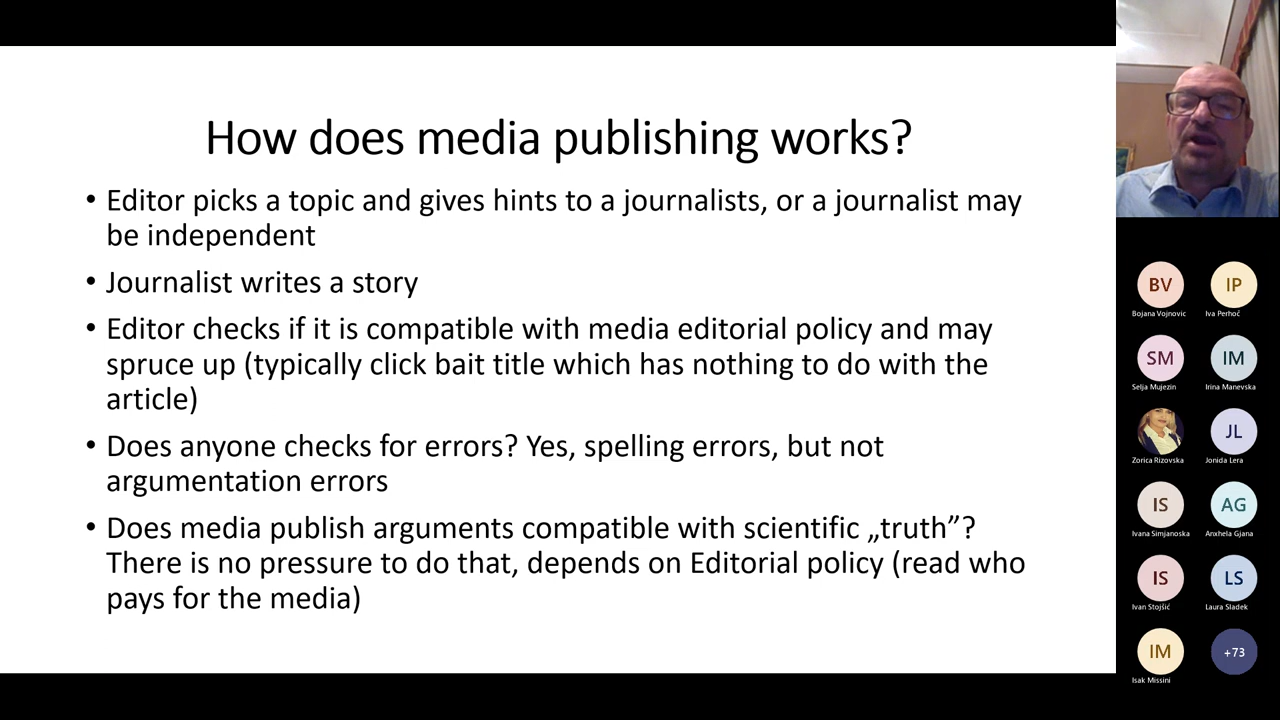 How does media publishing works?
• Editor picks a topic and gives hints to a journalists, or a journalist may
be independent
• Journalist writes a story
• Editor checks if it is compatible with media editorial policy and may
spruce up (typically click bait title which has nothing to do with the
article)
• Does anyone checks for errors? Yes, spelling errors, but not
argumentation errors
• Does media publish arguments compatible with scientific „truth”?
There is no pressure to do that, depends on Editorial policy (read who
pays for the media)
BV
IP
Bojana Vojnovic
Iva Perhoč
SM
IM
Selja Mujezin
Irina Manevska
JL
Zorica Rizovska
Jonida Lera
IS
AG
Ivana Simjanoska
Anxhela Gjana
IS
LS
Ivan Stojšić
Laura Sladek
IM
+73
Isak Missini